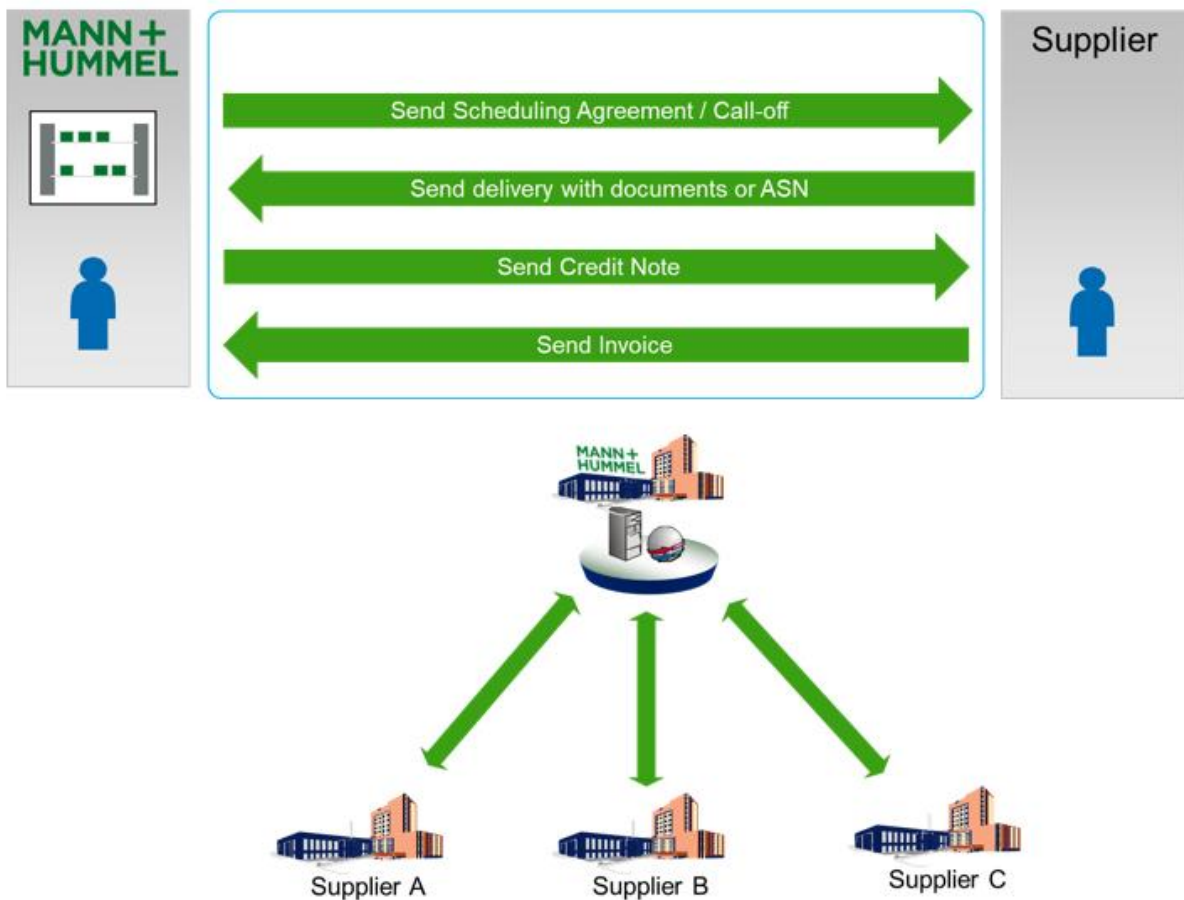 MANN+
HUMMEL
Supplier
Send Scheduling Agreement / Call-off
Send delivery with documents or ASN
Send Credit Note
Send Invoice
MANN+
HUMMEL
Supplier A
Supplier B
Supplier C